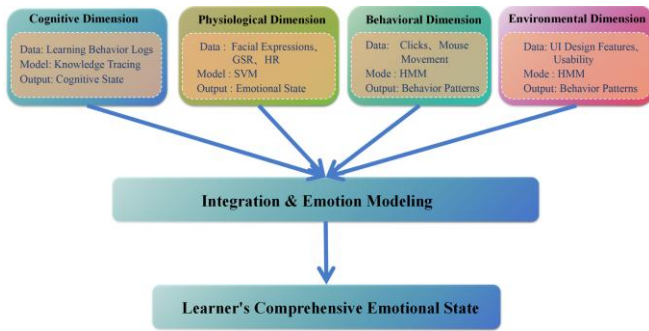 Cognitive Dimension
Data: Learning Behavior Logs
Model: Knowledge Tracing
Output: Cognitive State
Physiological Dimension
Data : Facial Expressions、
GSR、 HR
Model : SVM
Output : Emotional State
Behavioral Dimension
Data: Clicks、Mouse
Movement
Mode : HMM
Output: Behavior Patterns
Environmental Dimension
Data: UI Design Features、
Usability
Mode : HMM
Output: Behavior Patterns
Integration & Emotion Modeling
Learner's Comprehensive Emotional State